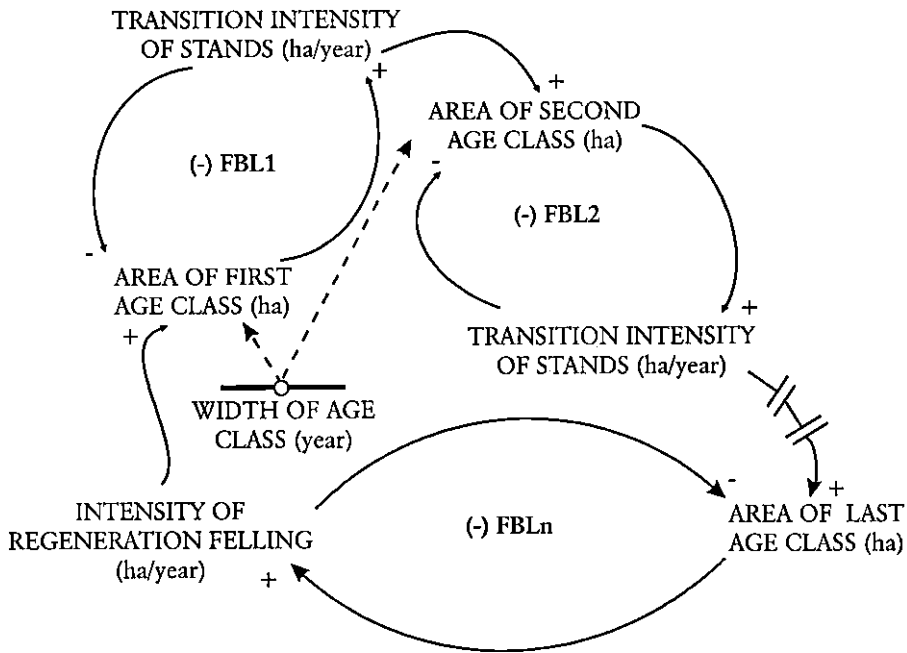 TRANSITION INTENSITY
OF STANDS (ha/year)
+
+
AREA OF SECOND
AGE CLASS (ha)
-
(-) FBL1
(-) FBL2
-
AREA OF FIRST
AGE CLASS (ha)
+
+
TRANSITION INTENSITY
OF STANDS (ha/year)
WIDTH OF AGE
CLASS (year)
-
+
INTENSITY OF
REGENERATION FELLING
(ha/year)
+
(-) FBLn
AREA OF LAST
AGE CLASS (ha)